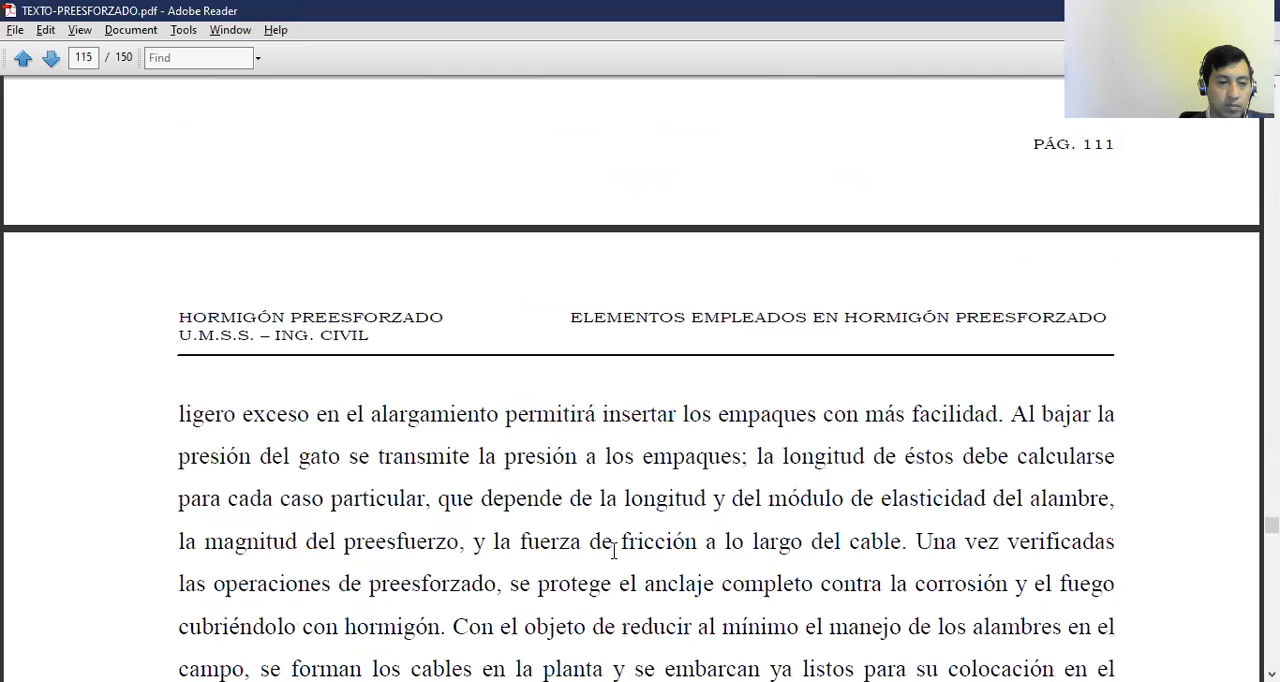 TEXTO-PREESFORZADO.pdf - Adobe Reader
File Edit View Document Tools Window Help
115 / 150 Find
PÁG. 111
HORMIGÓN PREESFORZADO ELEMENTOS EMPLEADOS EN HORMIGÓN PREESFORZADO
U.M.S.S. – ING. CIVIL
ligero exceso en el alargamiento permitirá insertar los empaques con más facilidad. Al bajar la
presión del gato se transmite la presión a los empaques; la longitud de éstos debe calcularse
para cada caso particular, que depende de la longitud y del módulo de elasticidad del alambre,
la magnitud del preesfuerzo, y la fuerza de fricción a lo largo del cable. Una vez verificadas
las operaciones de preesforzado, se protege el anclaje completo contra la corrosión y el fuego
cubriéndolo con hormigón. Con el objeto de reducir al mínimo el manejo de los alambres en el
campo, se forman los cables en la planta y se embarcan ya listos para su colocación en el